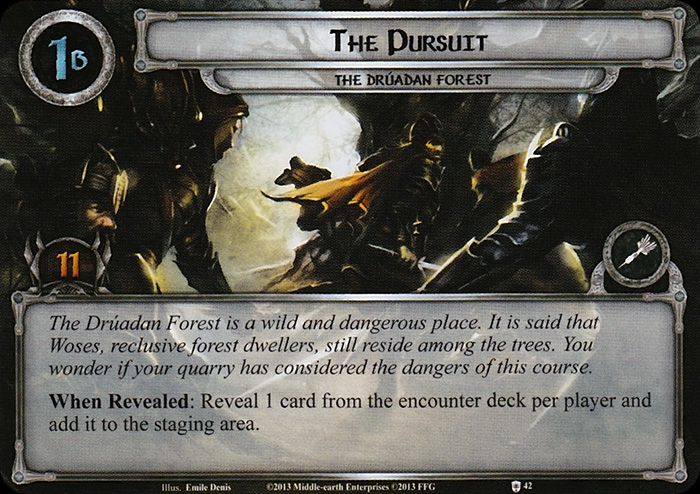 1B
THE PURSUIT
THE DRÚADAN FOREST
11
The Drúadan Forest is a wild and dangerous place. It is said that
Woses, reclusive forest dwellers, still reside among the trees. You
wonder if your quarry has considered the dangers of this course.
When Revealed: Reveal 1 card from the encounter deck per player and
add it to the staging area.
Illus. Emile Denis ©2013 Middle-earth Enterprises ©2013 FFG 42